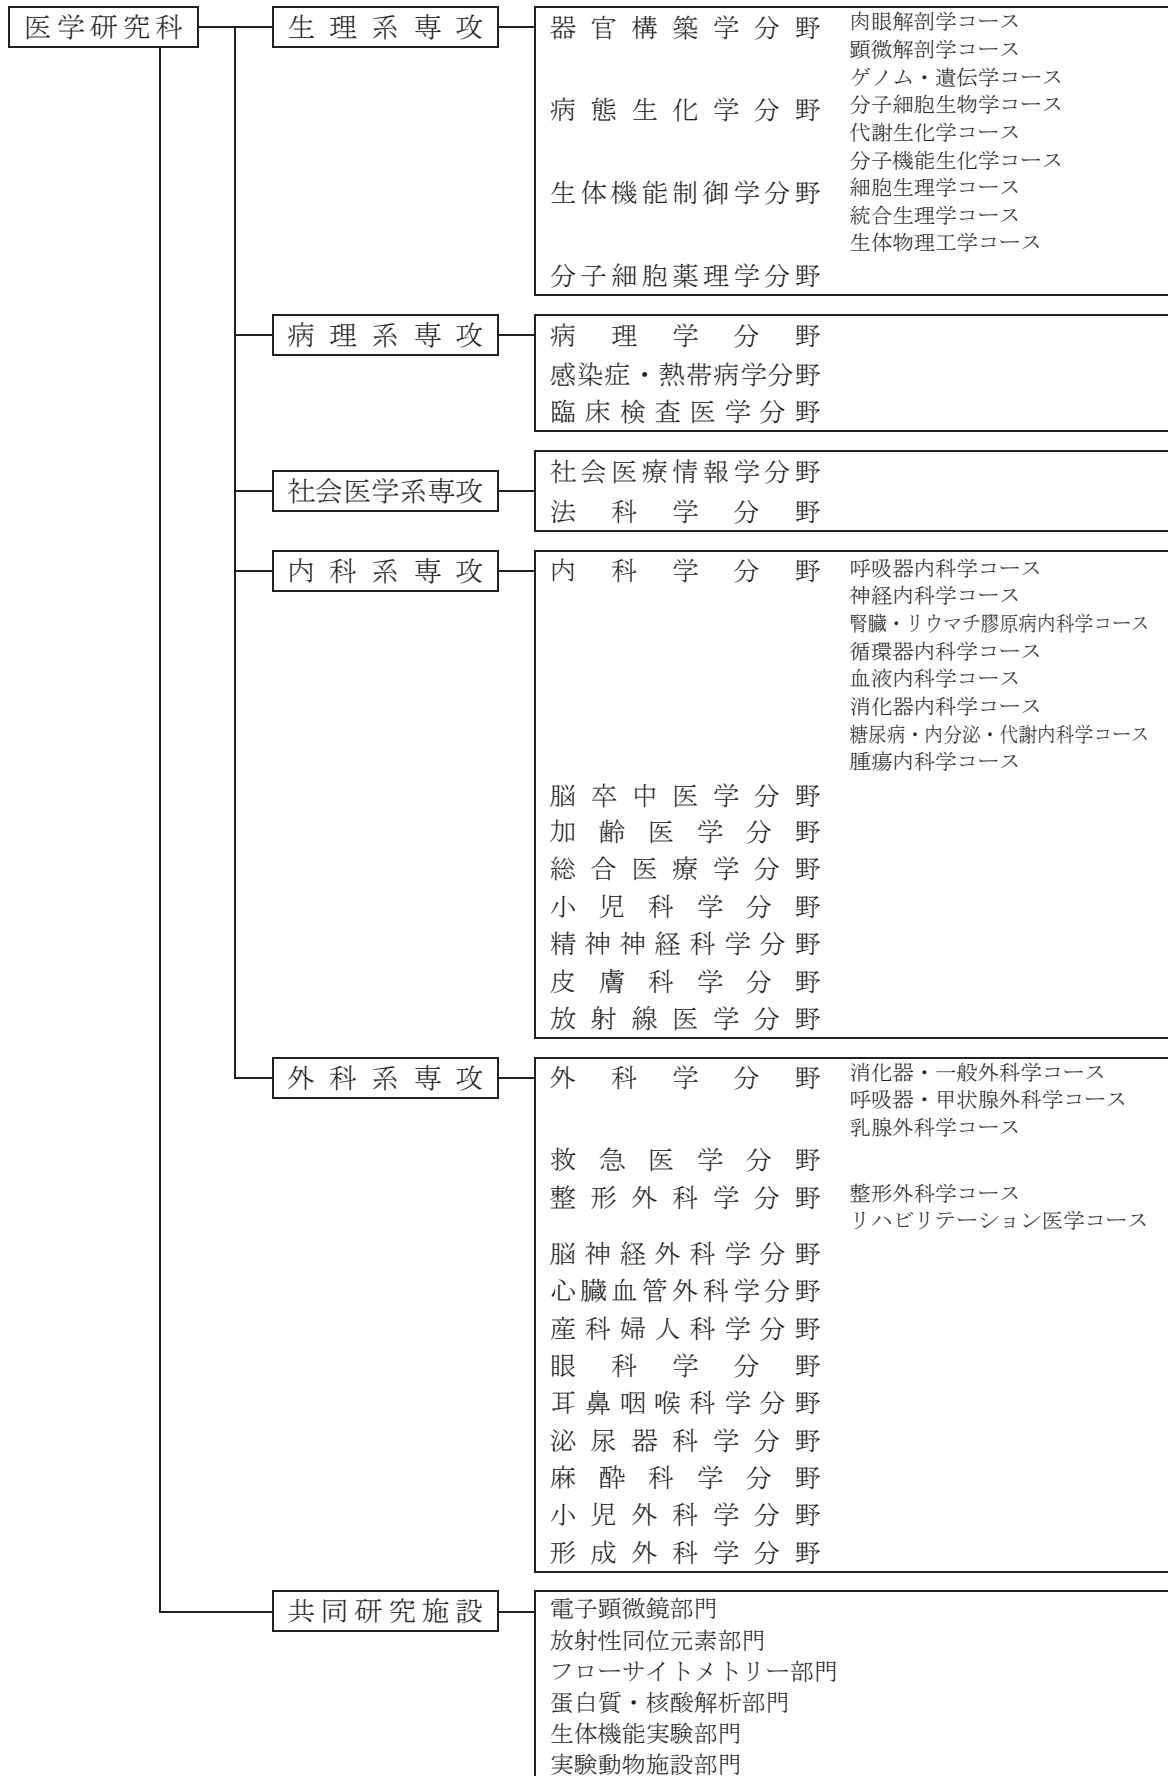 医学研究科
生理系専攻
器官構築学分野 肉眼解剖学コース
顕微解剖学コース
ゲノム・遺伝学コース
病態生化学分野 分子細胞生物学コース
代謝生化学コース
分子機能生化学コース
生体機能制御学分野 細胞生理学コース
統合生理学コース
生体物理工学コース
分子細胞薬理学分野
病理系専攻
病理学分野
感染症・熱帯病学分野
臨床検査医学分野
社会医学系専攻
社会医療情報学分野
法科学分野
内科系専攻
内科学分野 呼吸器内科学コース
神経内科学コース
腎臓・リウマチ膠原病内科学コース
循環器内科学コース
血液内科学コース
消化器内科学コース
糖尿病・内分泌・代謝内科学コース
腫瘍内科学コース
脳卒中医学分野
加齢医学分野
総合医療学分野
小児科学分野
精神神経科学分野
皮膚科学分野
放射線医学分野
外科系専攻
外科学分野 消化器・一般外科学コース
呼吸器・甲状腺外科学コース
乳腺外科学コース
救急医学分野
整形外科学分野 整形外科学コース
リハビリテーション医学コース
脳神経外科学分野
心臓血管外科学分野
産科婦人科学分野
眼科学分野
耳鼻咽喉科学分野
泌尿器科学分野
麻酔科学分野
小児外科学分野
形成外科学分野
共同研究施設
電子顕微鏡部門
放射性同位元素部門
フローサイトメトリー部門
蛋白質・核酸解析部門
生体機能実験部門
実験動物施設部門